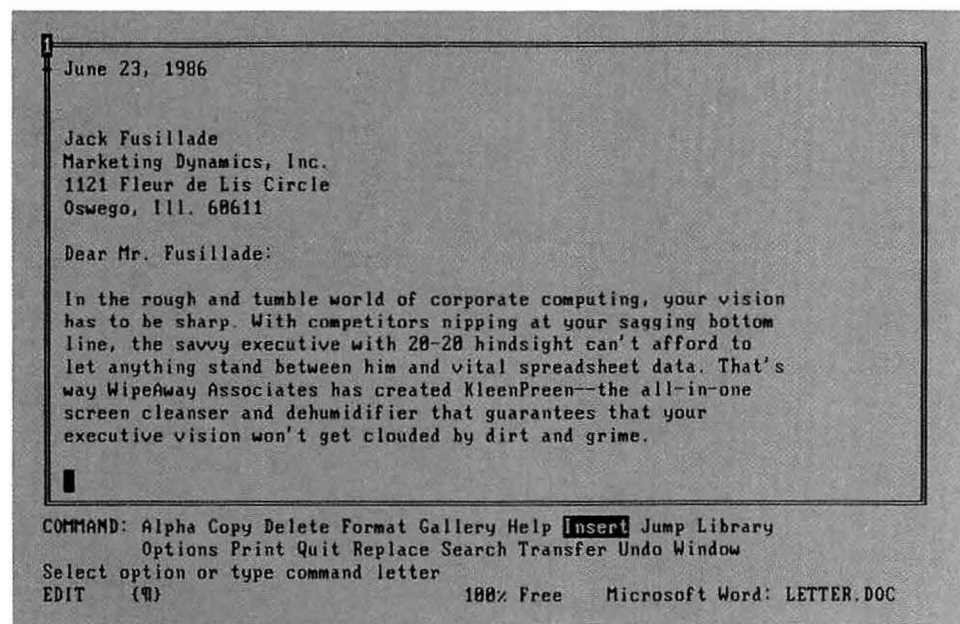 1
June 23, 1986
Jack Fusillade
Marketing Dynamics, Inc.
1121 Fleur de Lis Circle
Oswego, Ill. 60611
Dear Mr. Fusillade:
In the rough and tumble world of corporate computing, your vision
has to be sharp. With competitors nipping at your sagging bottom
line, the savvy executive with 20-20 hindsight can't afford to
let anything stand between him and vital spreadsheet data. That's
way WipeAway Associates has created KleenPreen--the all-in-one
screen cleanser and dehumidifier that guarantees that your
executive vision won't get clouded by dirt and grime.
COMMAND: Alpha Copy Delete Format Gallery Help Insert Jump Library
Options Print Quit Replace Search Transfer Undo Window
Select option or type command letter
EDIT {¶} 100% Free Microsoft Word: LETTER.DOC